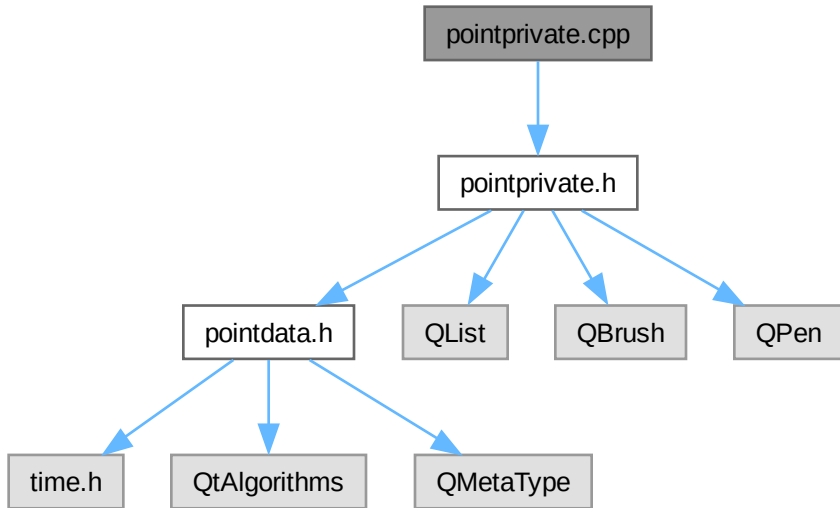 pointprivate.cpp
pointprivate.h
pointdata.h
QList
QBrush
QPen
time.h
QtAlgorithms
QMetaType